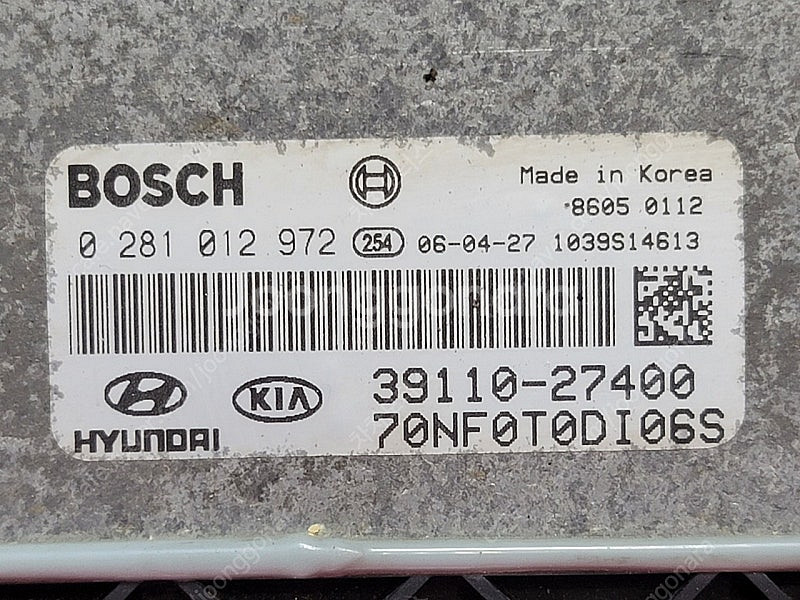 BOSCH
Made in Korea
8605 0112
0 281 012 972 254 06-04-27 1039S14613
joonggonara
HYUNDAI
KIA
39110-27400
70NF0T0DI06S